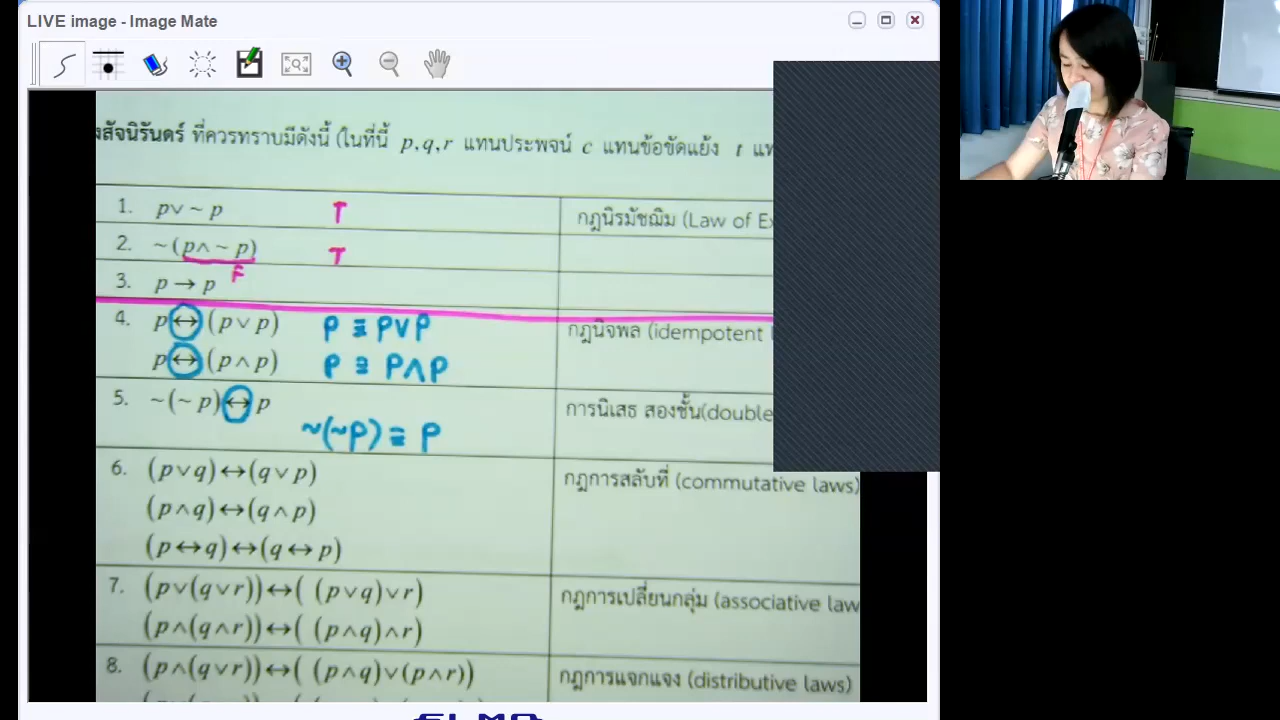 LIVE image - Image Mate
งสัจนิรันดร์ ที่ควรทราบมีดังนี้ (ในที่นี้ p,q,r แทนประพจน์ c แทนข้อขัดแย้ง t แท
1. p∨ ~ p T กฎนิรมัชฌิม (Law of Ex
2. ~(p∧ ~ p) T
F
3. p → p
4. p ↔ (p ∨ p) p ≡ p∨p กฎนิจพล (idempotent l
p ↔ (p ∧ p) p ≡ p∧p
5. ~(~ p) ↔ p การนิเสธ สองชั้น(double
~(~p) ≡ p
6. (p∨q)↔(q∨p) กฎการสลับที่ (commutative laws)
(p∧q)↔(q∧p)
(p↔q)↔(q↔p)
7. (p∨(q∨r))↔( (p∨q)∨r) กฎการเปลี่ยนกลุ่ม (associative law
(p∧(q∧r))↔( (p∧q)∧r)
8. (p∧(q∨r))↔( (p∧q)∨(p∧r)) กฎการแจกแจง (distributive laws)
ELMO